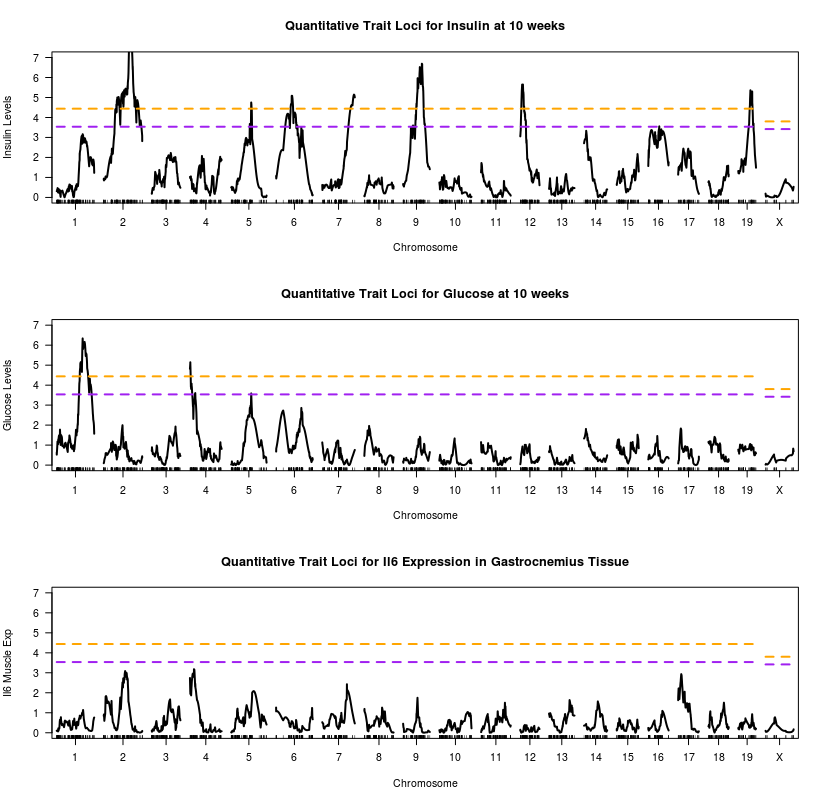 Quantitative Trait Loci for Insulin at 10 weeks
Insulin Levels
7
6
5
4
3
2
1
0
1 2 3 4 5 6 7 8 9 10 11 12 13 14 15 16 17 18 19 X
Chromosome
Quantitative Trait Loci for Glucose at 10 weeks
Glucose Levels
7
6
5
4
3
2
1
0
1 2 3 4 5 6 7 8 9 10 11 12 13 14 15 16 17 18 19 X
Chromosome
Quantitative Trait Loci for Il6 Expression in Gastrocnemius Tissue
Il6 Muscle Exp
7
6
5
4
3
2
1
0
1 2 3 4 5 6 7 8 9 10 11 12 13 14 15 16 17 18 19 X
Chromosome